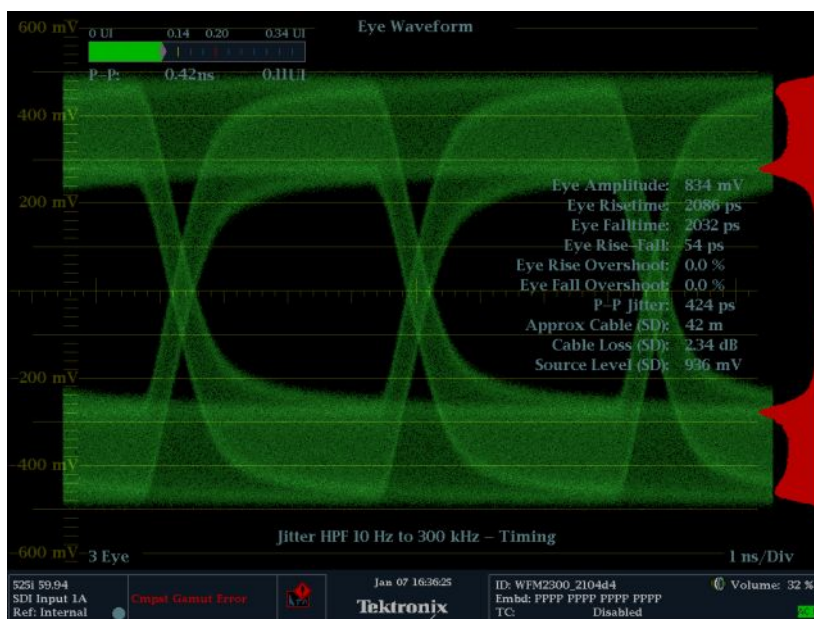 600 mV
Eye Waveform
0 UI 0.14 0.20 0.34 UI
P-P: 0.42ns 0.11UI
400 mV
Eye Amplitude: 834 mV
200 mV
Eye Risetime: 2086 ps
Eye Falltime: 2032 ps
Eye Rise-Fall: 54 ps
Eye Rise Overshoot: 0.0 %
Eye Fall Overshoot: 0.0 %
P-P Jitter: 424 ps
Approx Cable (SD): 42 m
Cable Loss (SD): 2.34 dB
Source Level (SD): 936 mV
-200 mV
-400 mV
Jitter HPF 10 Hz to 300 kHz - Timing
-600 mV 3 Eye
1 ns/Div
525i 59.94
SDI Input 1A
Ref: Internal
Cmpst Gamut Error
Jan 07 16:36:25
Tektronix
ID: WFM2300_2104d4
Embd: PPPP PPPP PPPP PPPP
TC: Disabled
Volume: 32 %